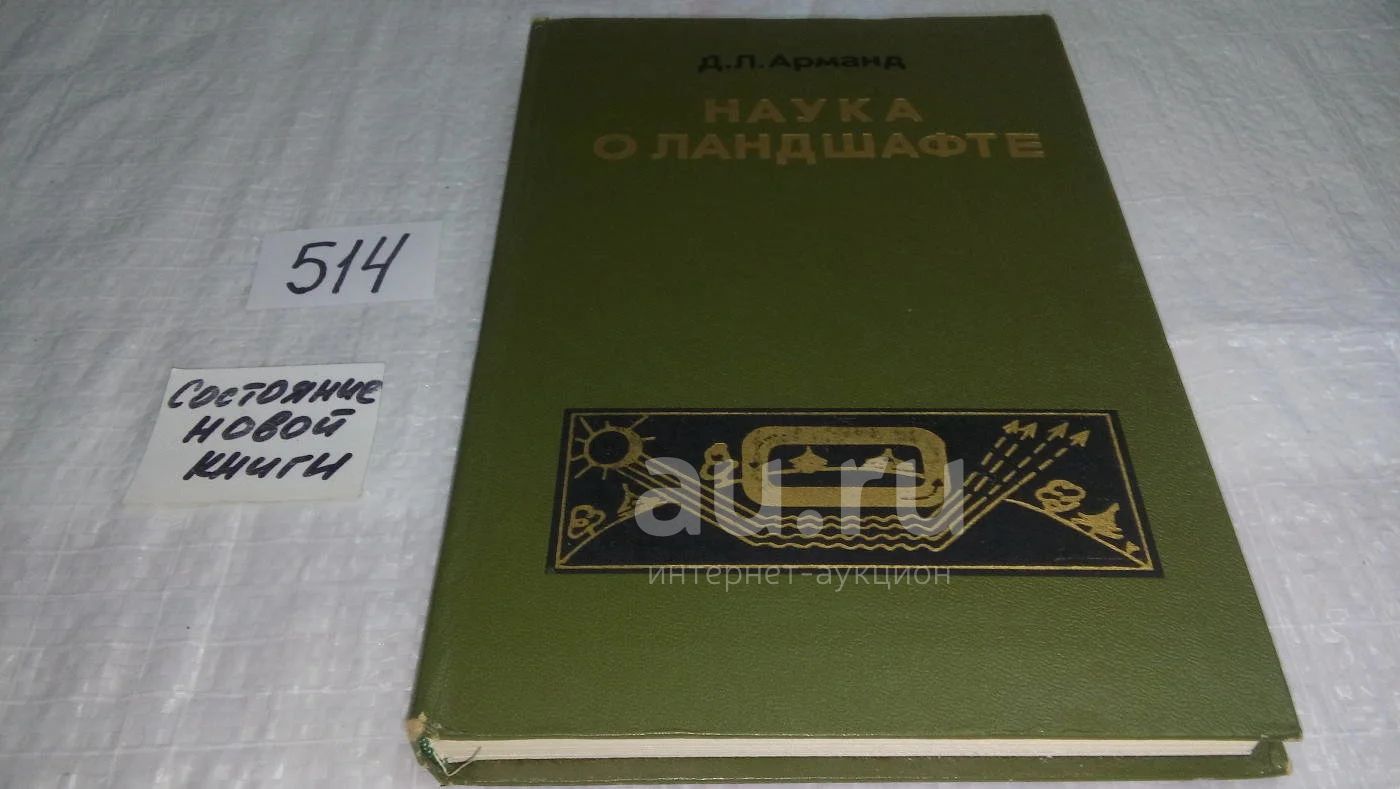 Д.Л.Арманд
НАУКА
О ЛАНДШАФТЕ
514
Состояние
новой
книги
au.ru
интернет-аукцион